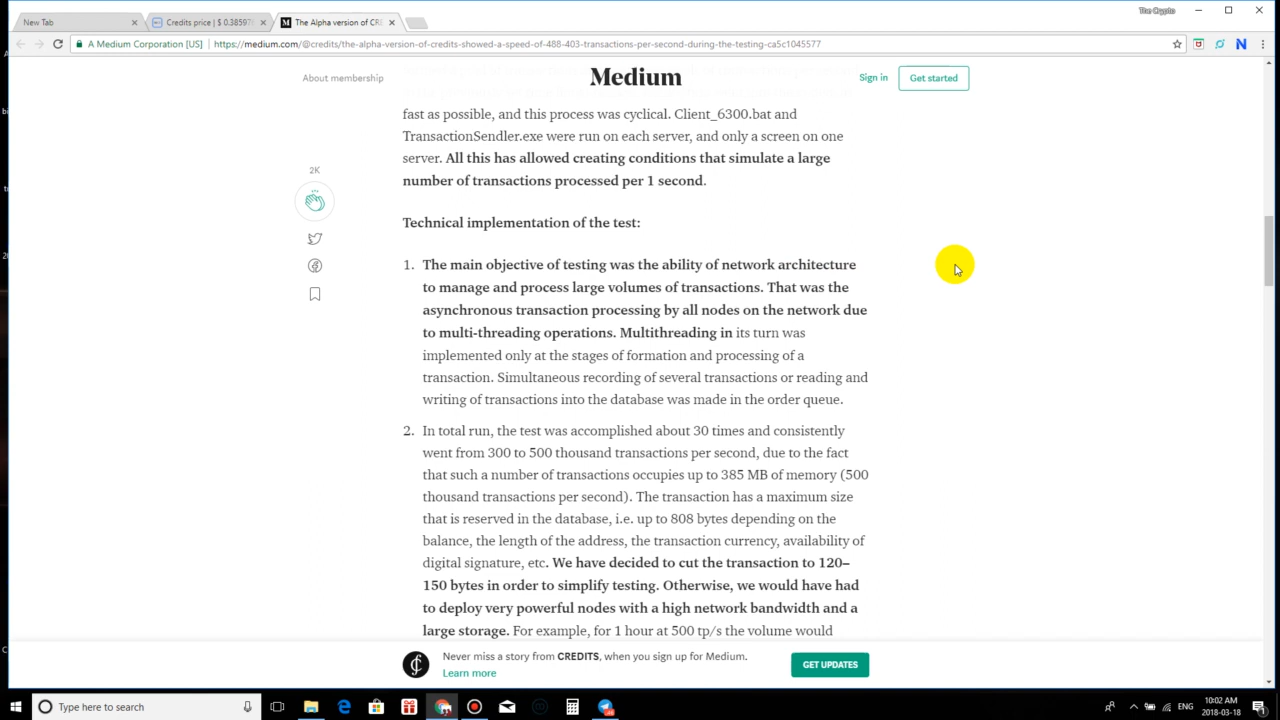 The Crypto
New Tab
Credits price | $ 0.38597
The Alpha version of CRE
A Medium Corporation [US]
https://medium.com/@credits/the-alpha-version-of-credits-showed-a-speed-of-488-403-transactions-per-second-during-the-testing-ca5c1045577
About membership
Medium
Sign in
Get started
fast as possible, and this process was cyclical. Client_6300.bat and
TransactionSendler.exe were run on each server, and only a screen on one
server. All this has allowed creating conditions that simulate a large
number of transactions processed per 1 second.
2K
Technical implementation of the test:
1. The main objective of testing was the ability of network architecture
to manage and process large volumes of transactions. That was the
asynchronous transaction processing by all nodes on the network due
to multi-threading operations. Multithreading in its turn was
implemented only at the stages of formation and processing of a
transaction. Simultaneous recording of several transactions or reading and
writing of transactions into the database was made in the order queue.
2. In total run, the test was accomplished about 30 times and consistently
went from 300 to 500 thousand transactions per second, due to the fact
that such a number of transactions occupies up to 385 MB of memory (500
thousand transactions per second). The transaction has a maximum size
that is reserved in the database, i.e. up to 808 bytes depending on the
balance, the length of the address, the transaction currency, availability of
digital signature, etc. We have decided to cut the transaction to 120–
150 bytes in order to simplify testing. Otherwise, we would have had
to deploy very powerful nodes with a high network bandwidth and a
large storage. For example, for 1 hour at 500 tp/s the volume would
Never miss a story from CREDITS, when you sign up for Medium.
Learn more
GET UPDATES
Type here to search
ENG
10:02 AM
2018-03-18